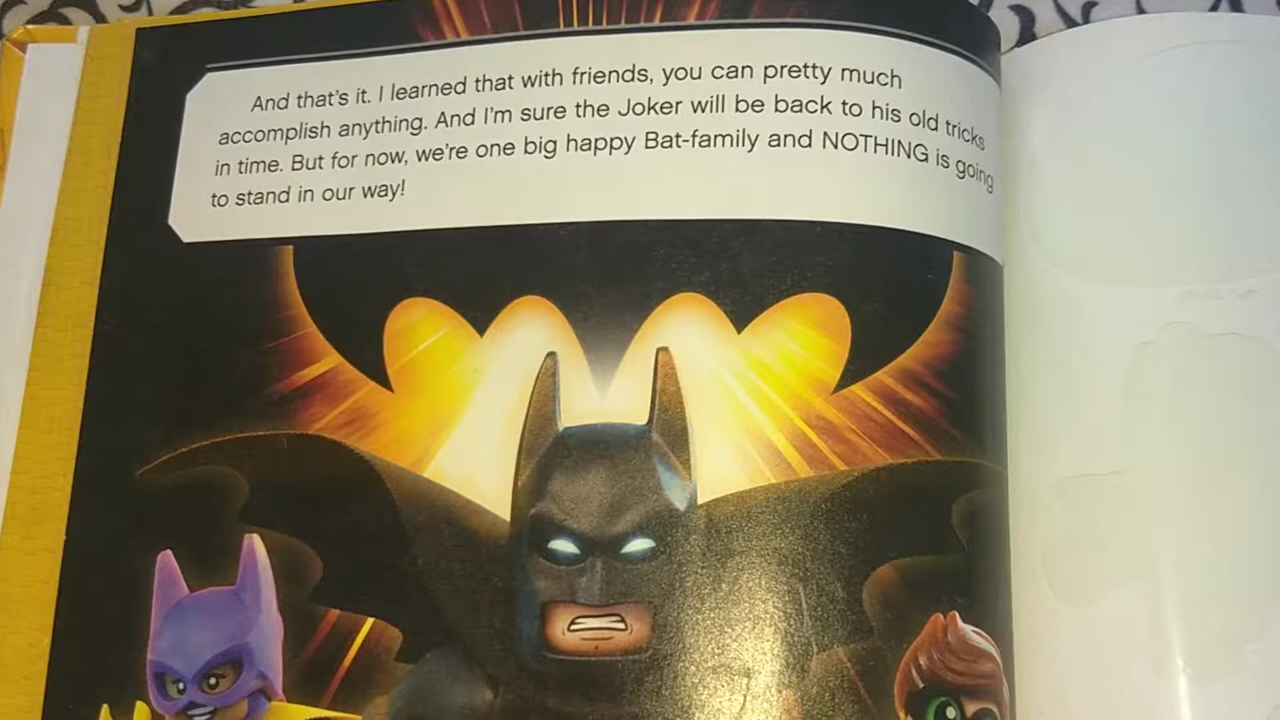 And that's it. I learned that with friends, you can pretty much
accomplish anything. And I'm sure the Joker will be back to his old tricks
in time. But for now, we're one big happy Bat-family and NOTHING is going
to stand in our way!